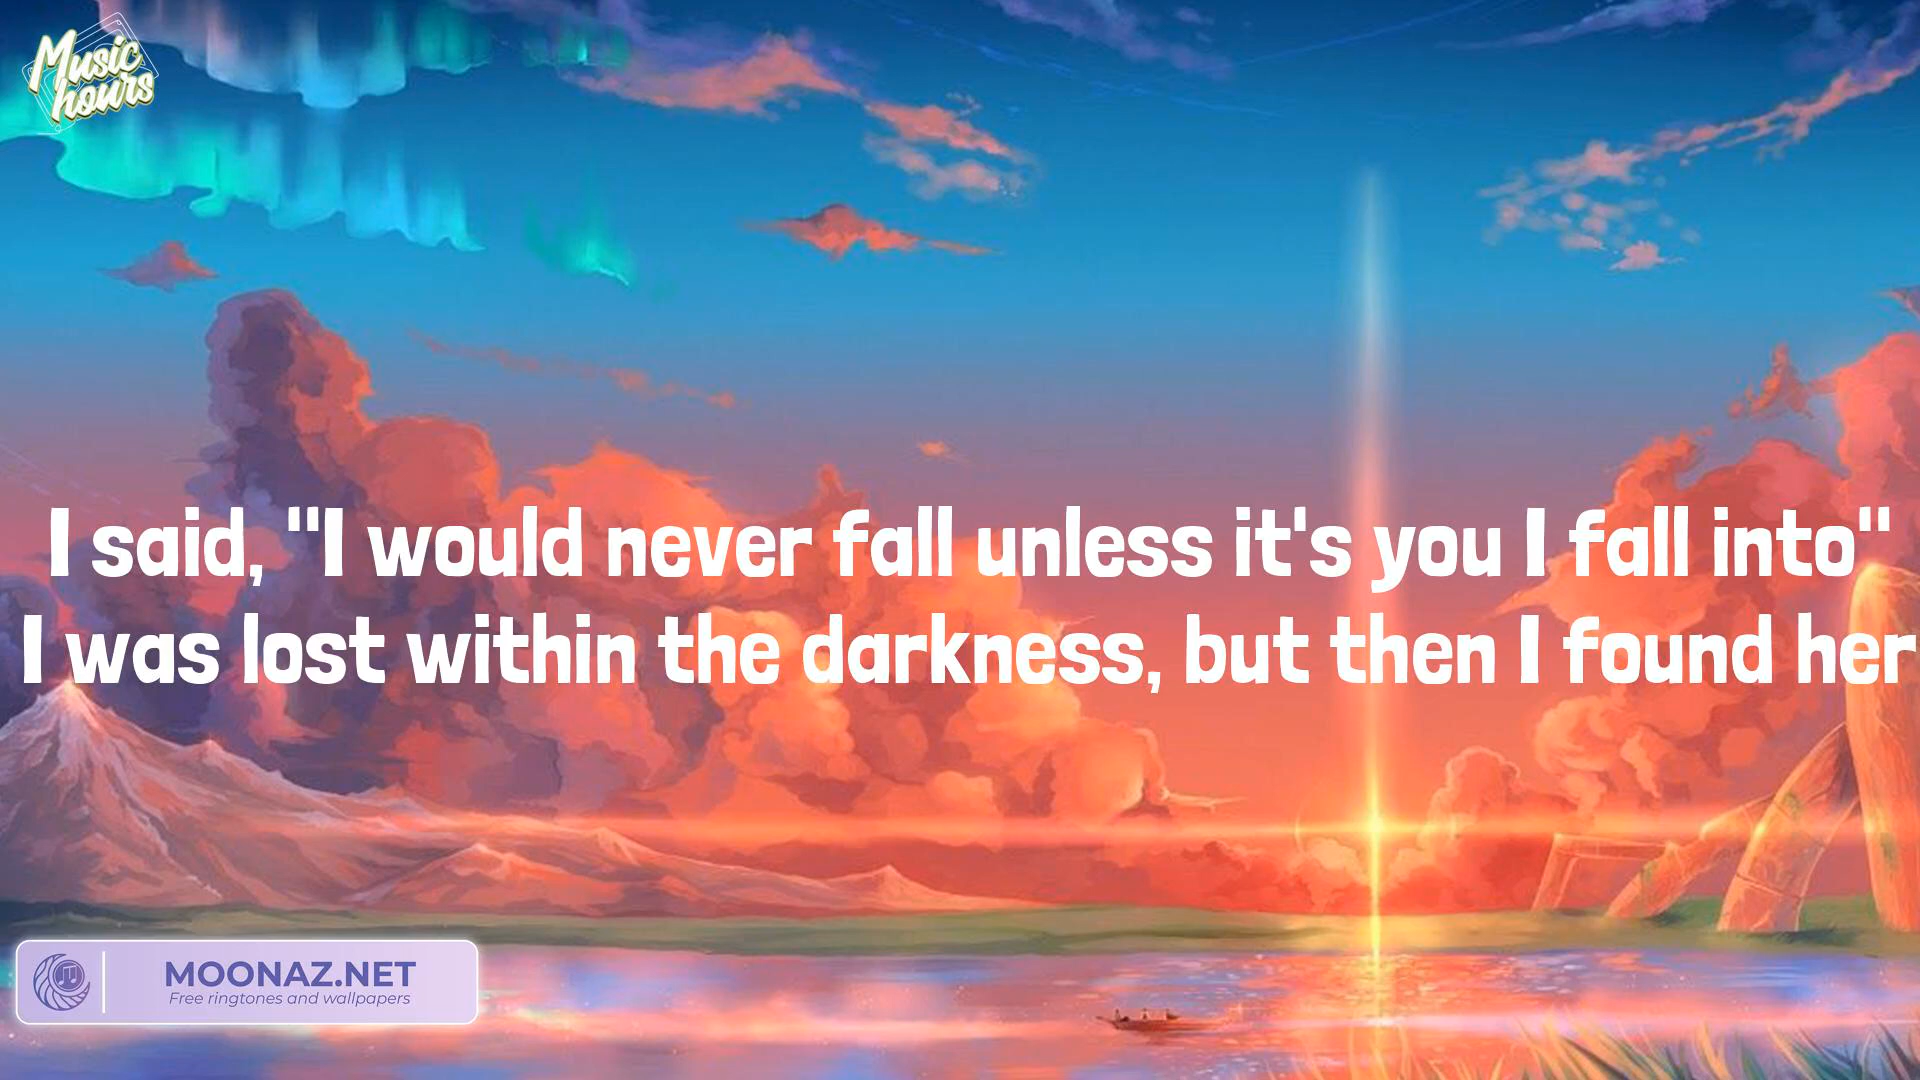 Music
hours
I said, "I would never fall unless it's you I fall into"
I was lost within the darkness, but then I found her
MOONAZ.NET
Free ringtones and wallpapers